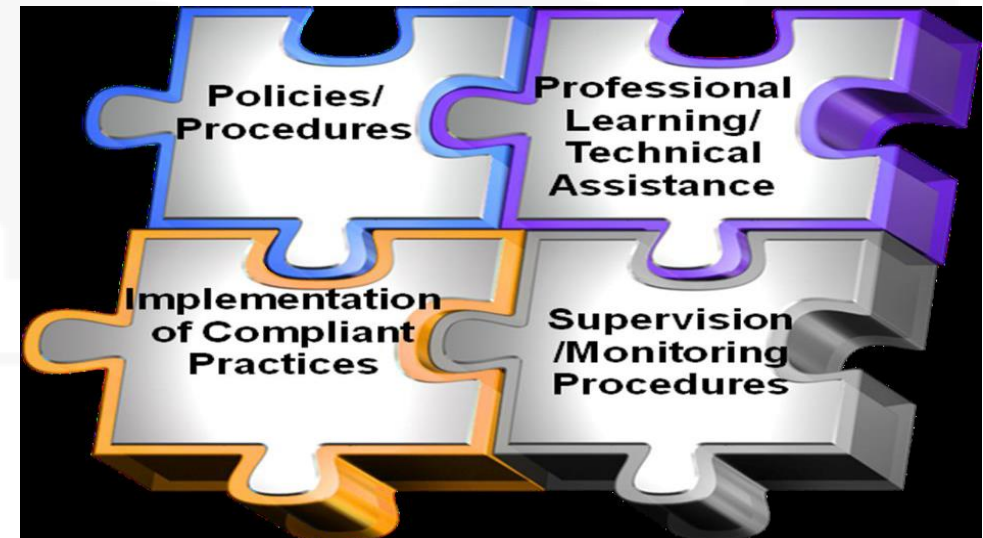 Policies/
Procedures
Professional
Learning/
Technical
Assistance
Implementation
of Compliant
Practices
Supervision
/Monitoring
Procedures